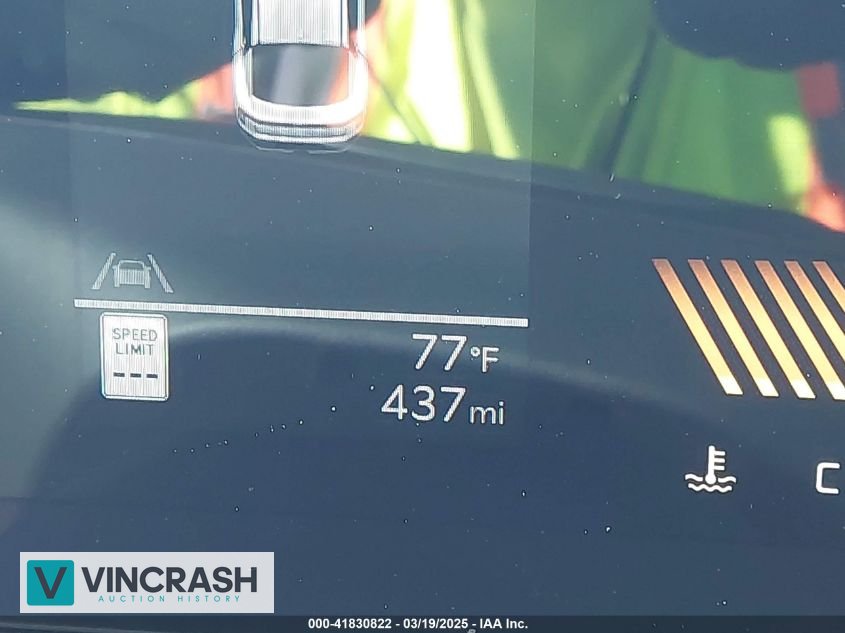 SPEED
LIMIT
---
77°F
437mi
C
VINCRASH
AUCTION HISTORY
000-41830822 - 03/19/2025 - IAA Inc.